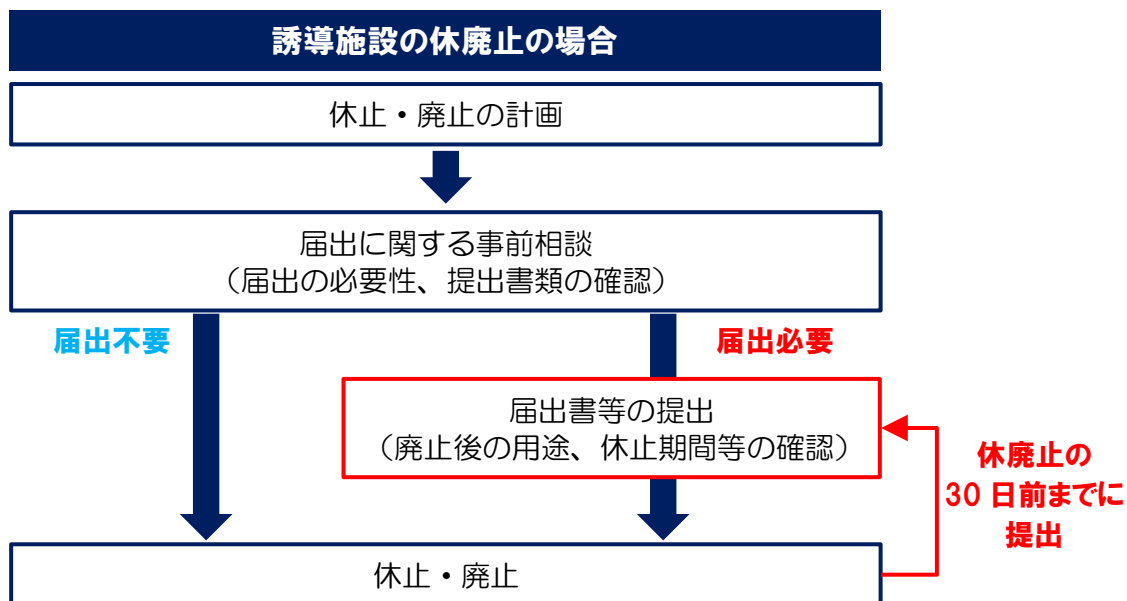 誘導施設の休廃止の場合
休止・廃止の計画
届出に関する事前相談
（届出の必要性、提出書類の確認）
届出不要
届出必要
届出書等の提出
（廃止後の用途、休止期間等の確認）
休廃止の
30 日前までに
提出
休止・廃止